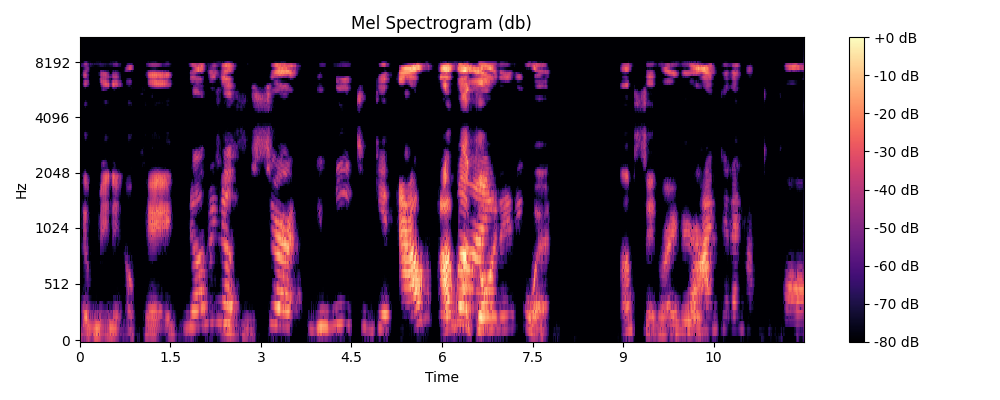 Mel Spectrogram (db)
8192
4096
2048
1024
512
0
Hz
0 1.5 3 4.5 6 7.5 9 10
Time
+0 dB
-10 dB
-20 dB
-30 dB
-40 dB
-50 dB
-60 dB
-70 dB
-80 dB